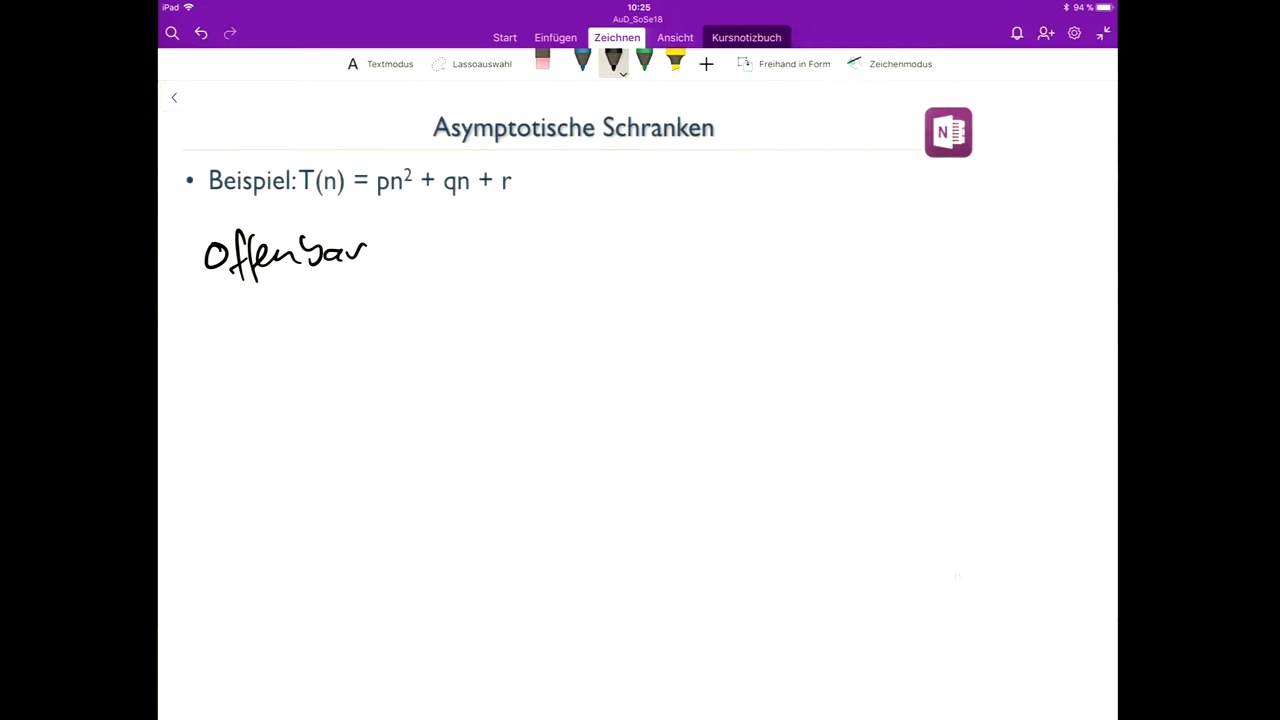 iPad 10:25 94 %
AuD_SoSe18
Start Einfügen Zeichnen Ansicht Kursnotizbuch
A Textmodus Lassoauswahl Freihand in Form Zeichenmodus
Asymptotische Schranken
N
• Beispiel: T(n) = pn² + qn + r
Offenbar